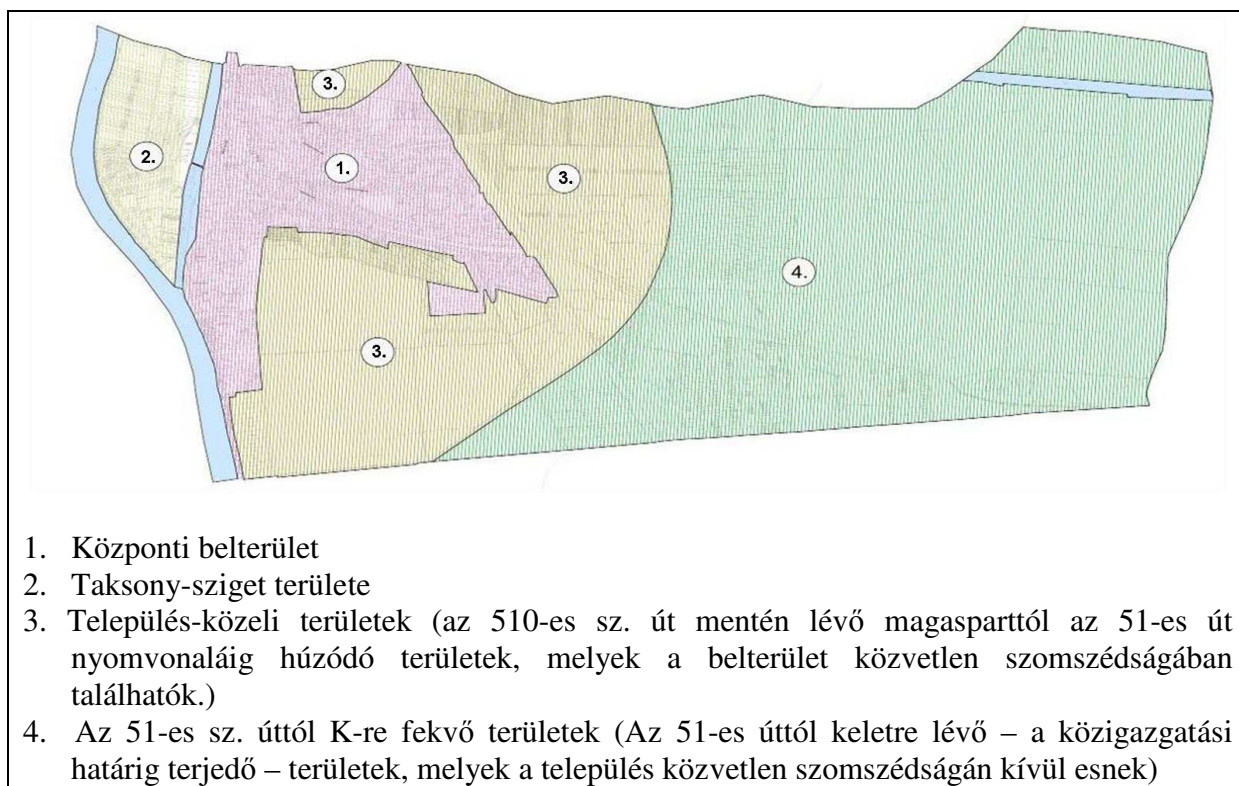 3.
2.
1.
3.
4.
3.
1. Központi belterület
2. Taksony-sziget területe
3. Település-közeli területek (az 510-es sz. út mentén lévő magasparttól az 51-es út
nyomvonaláig húzódó területek, melyek a belterület közvetlen szomszédságában
találhatók.)
4. Az 51-es sz. úttól K-re fekvő területek (Az 51-es úttól keletre lévő – a közigazgatási
határig terjedő – területek, melyek a település közvetlen szomszédságán kívül esnek)